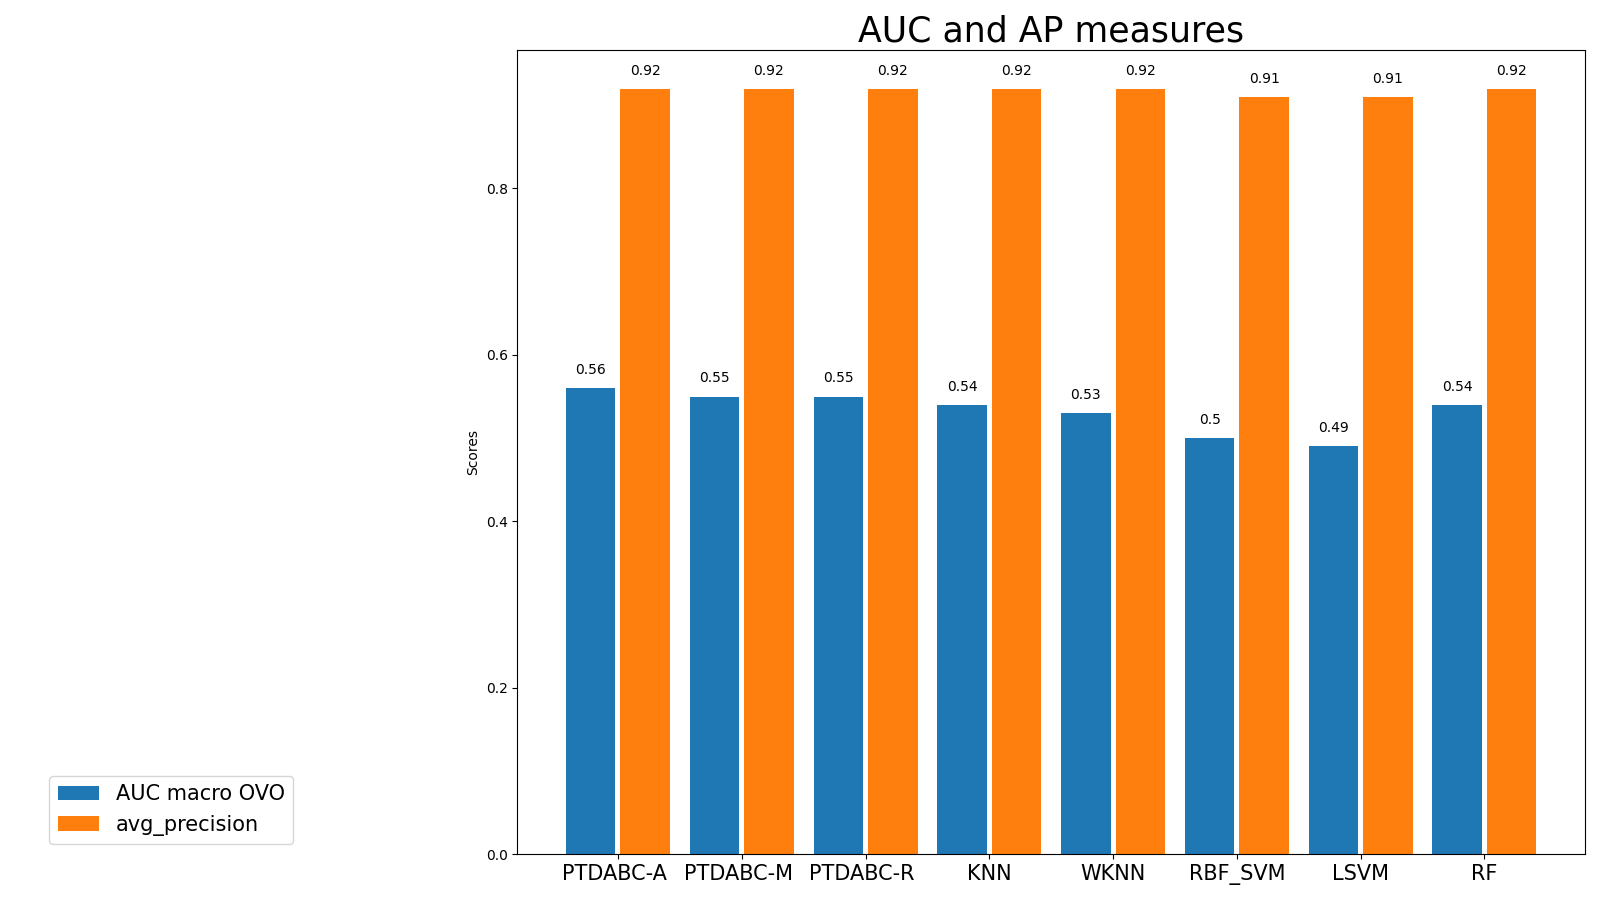 AUC and AP measures
0.92 0.92 0.92 0.92 0.92 0.91 0.91 0.92
0.8
0.6
0.56 0.55 0.55 0.54 0.53 0.5 0.49 0.54
Scores
0.4
0.2
0.0
PTDABC-A PTDABC-M PTDABC-R KNN WKNN RBF_SVM LSVM RF
AUC macro OVO
avg_precision